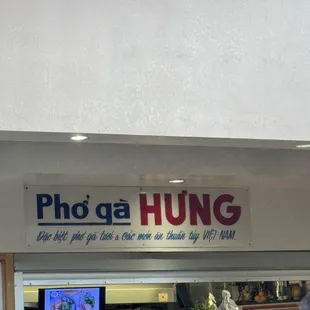 Phở gà HƯNG
Đặc biệt phở gà tươi & các món ăn thuần túy VIỆT NAM